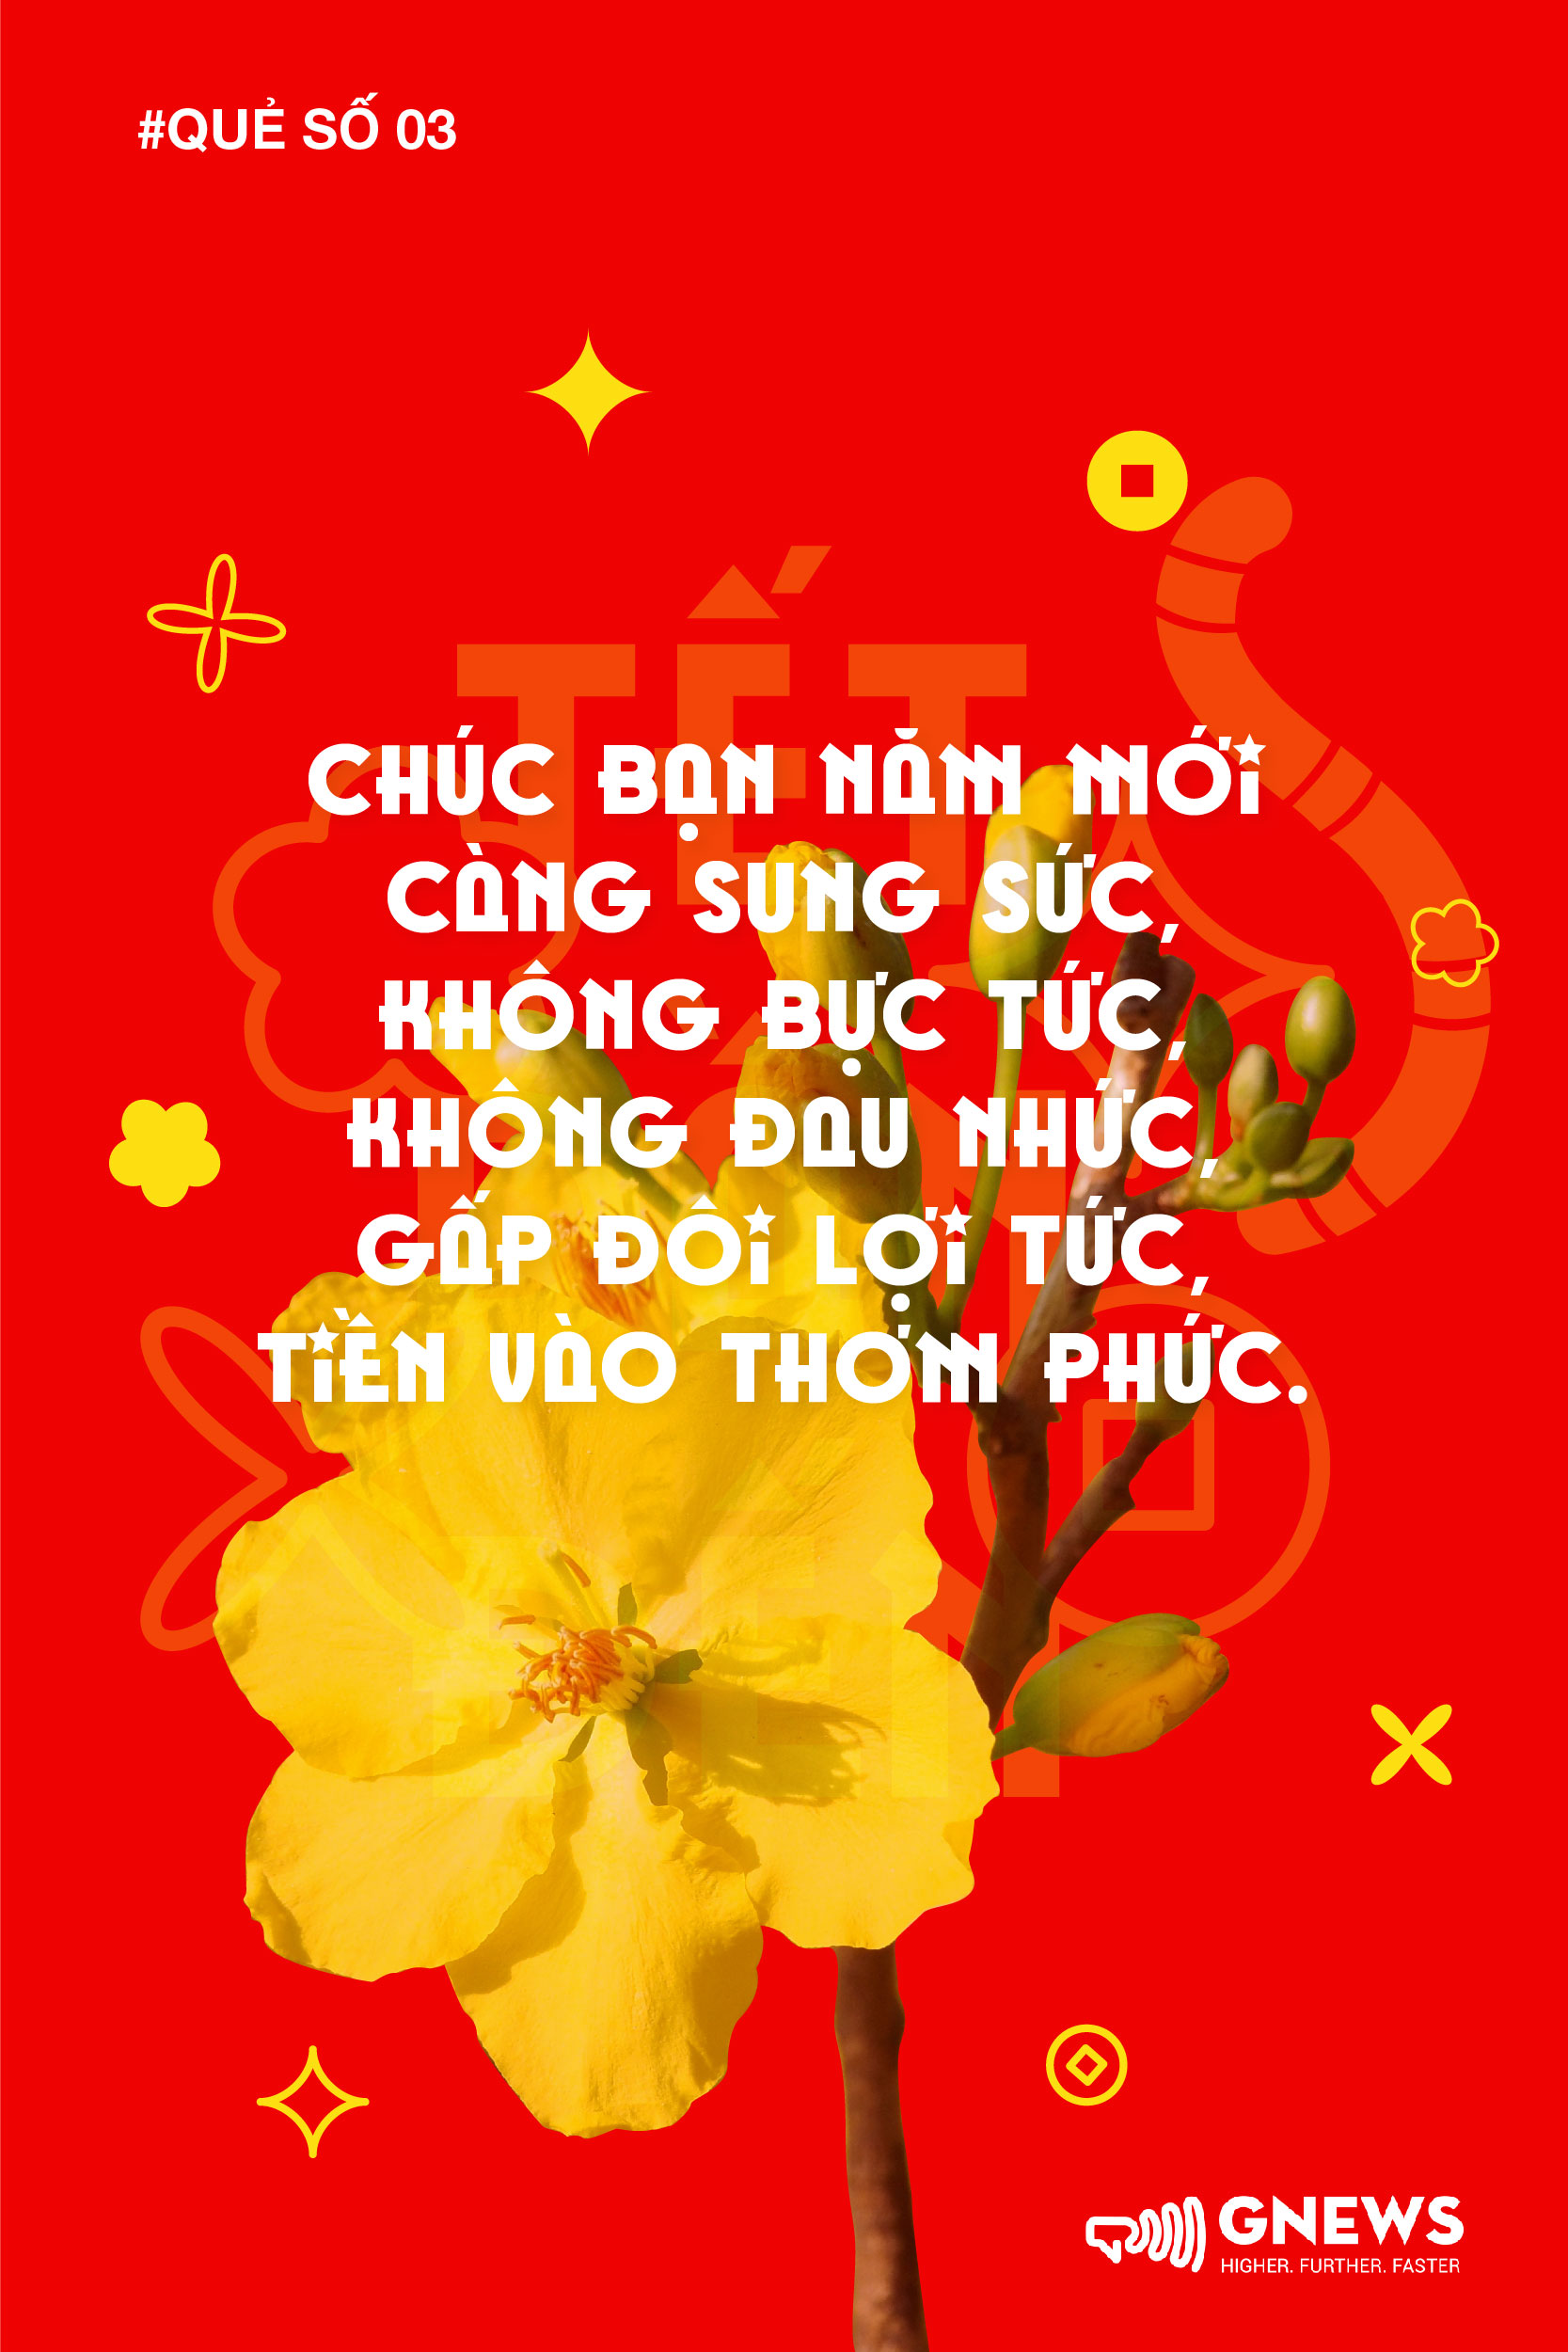 #QUẺ SỐ 03
TẾT
CHÚC BẠN NĂM MỚI
CÀNG SUNG SỨC,
KHÔNG BỰC TỨC,
KHÔNG ĐAU NHỨC,
GẤP ĐÔI LỢI TỨC,
TIỀN VÀO THƠM PHỨC.
GNEWS
HIGHER. FURTHER. FASTER